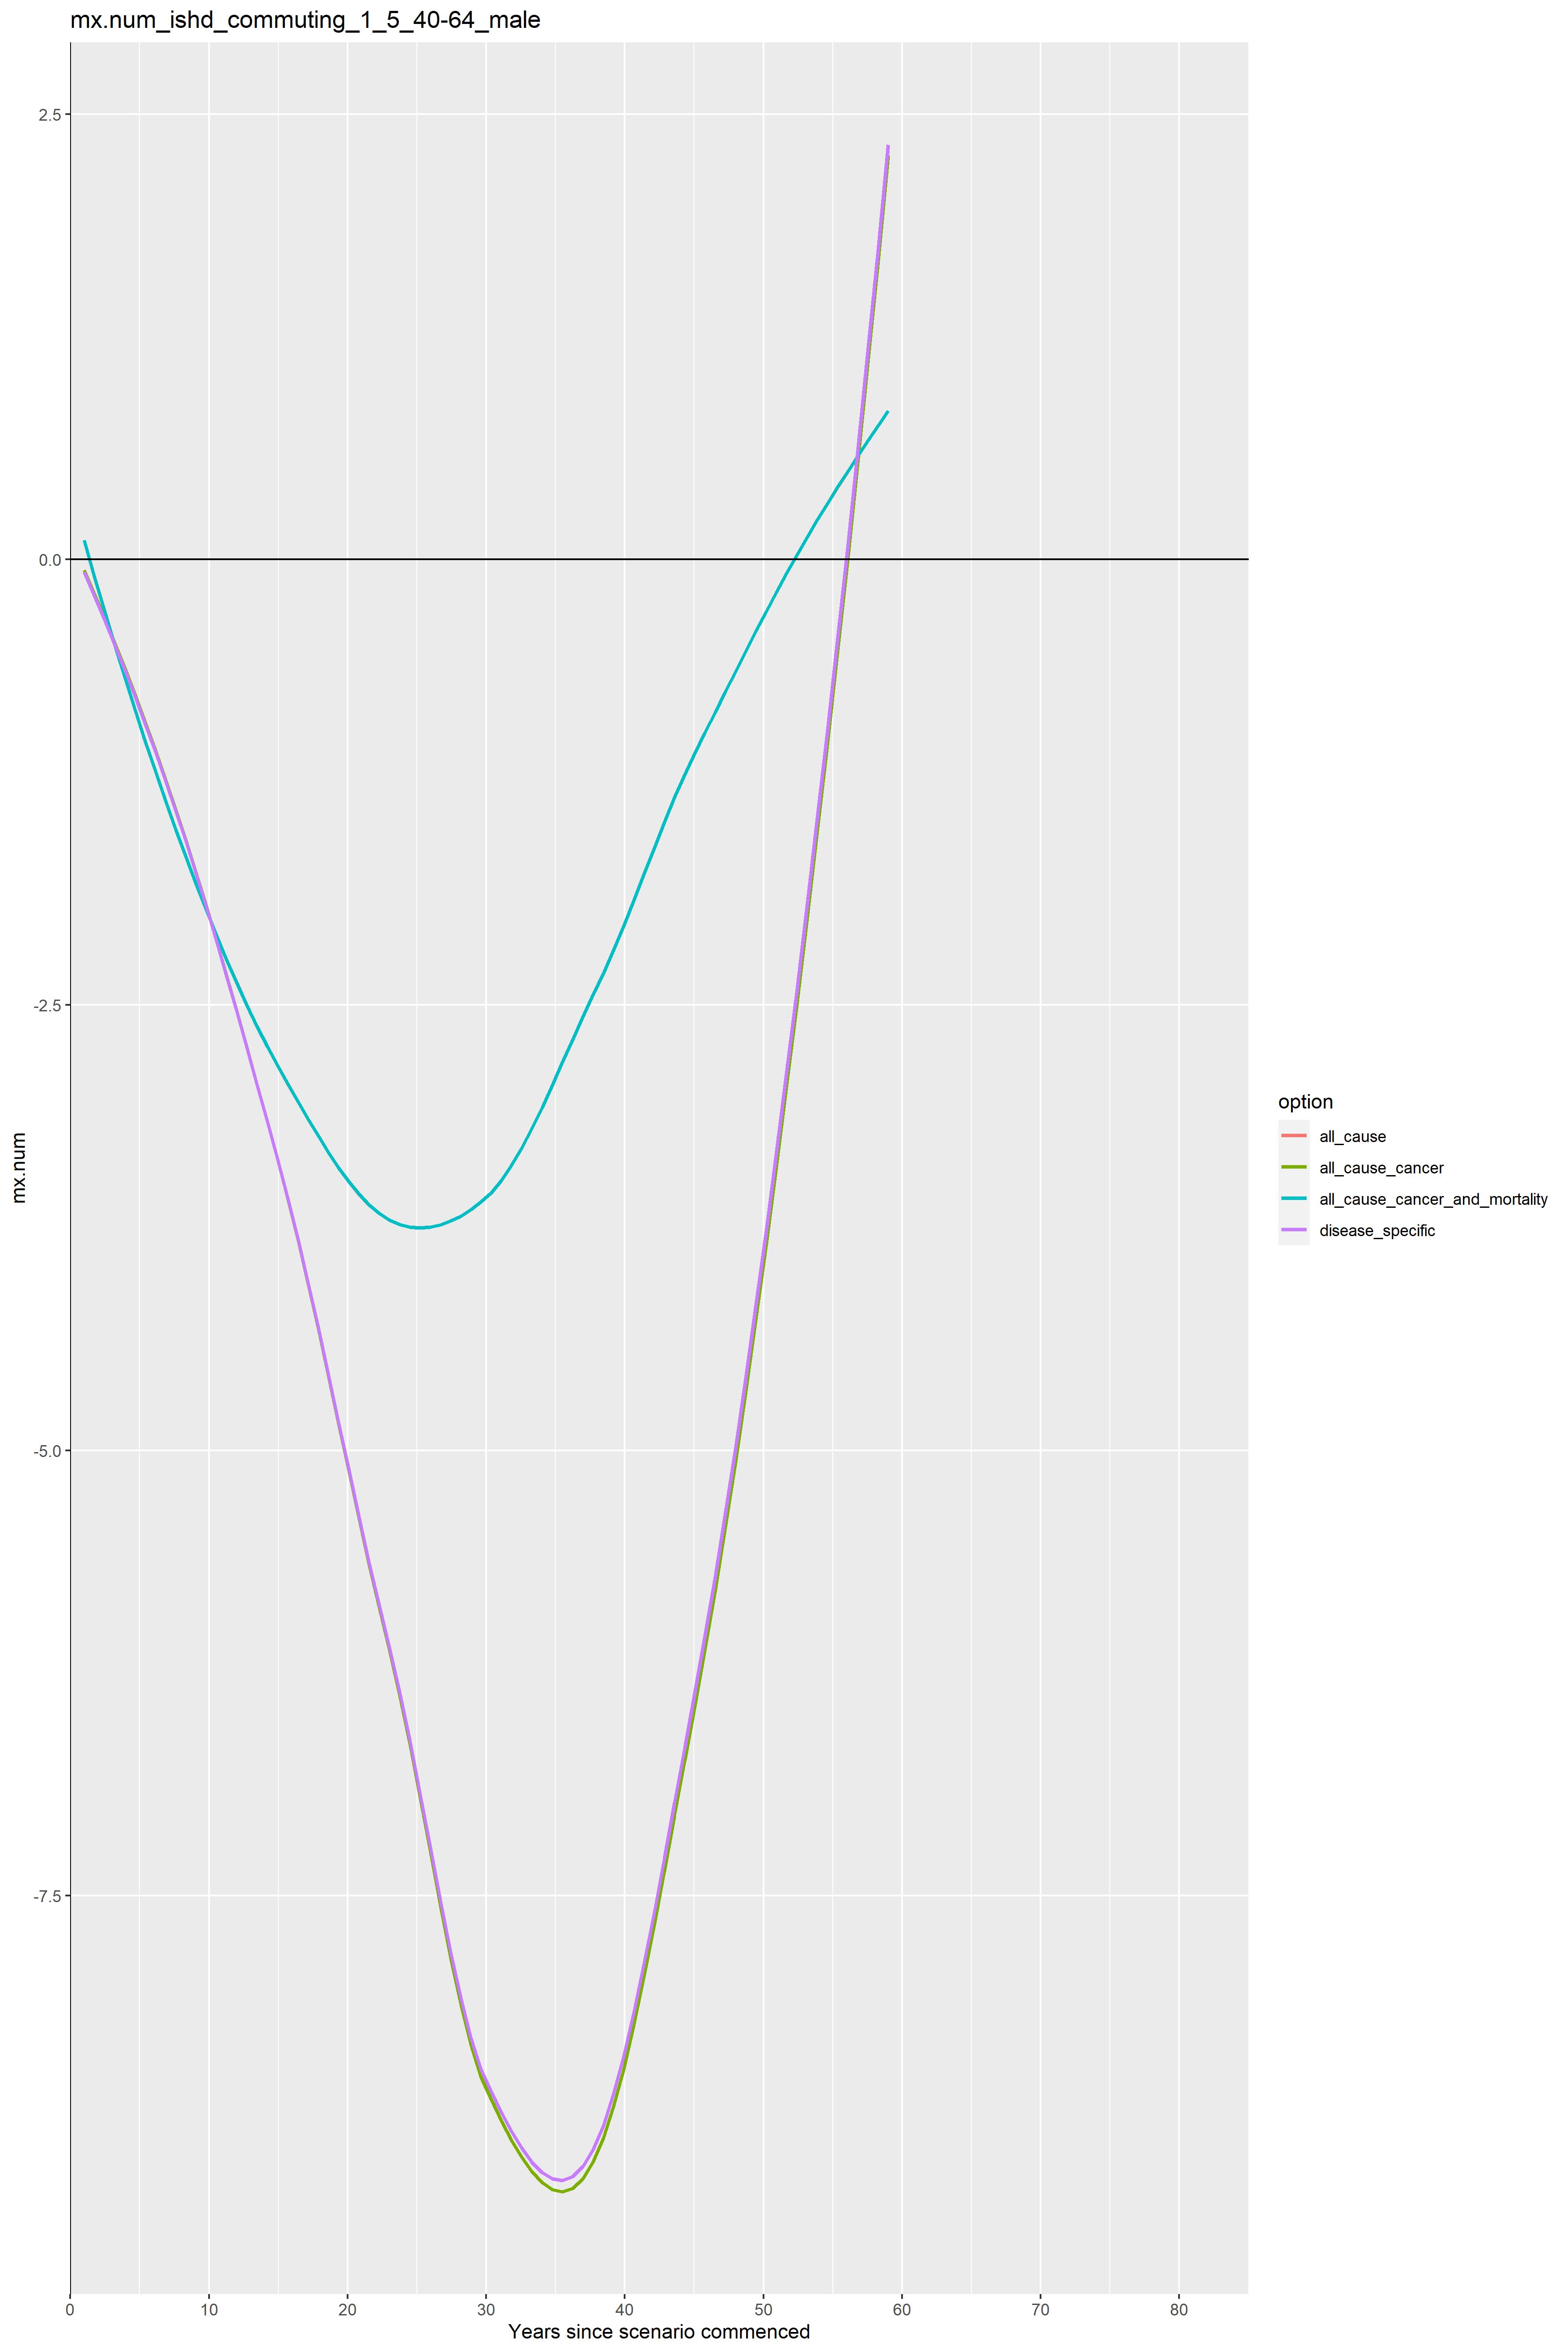 mx.num_ishd_commuting_1_5_40-64_male
2.5
0.0
-2.5
-5.0
-7.5
mx.num
0 10 20 30 40 50 60 70 80
Years since scenario commenced
option
all_cause
all_cause_cancer
all_cause_cancer_and_mortality
disease_specific